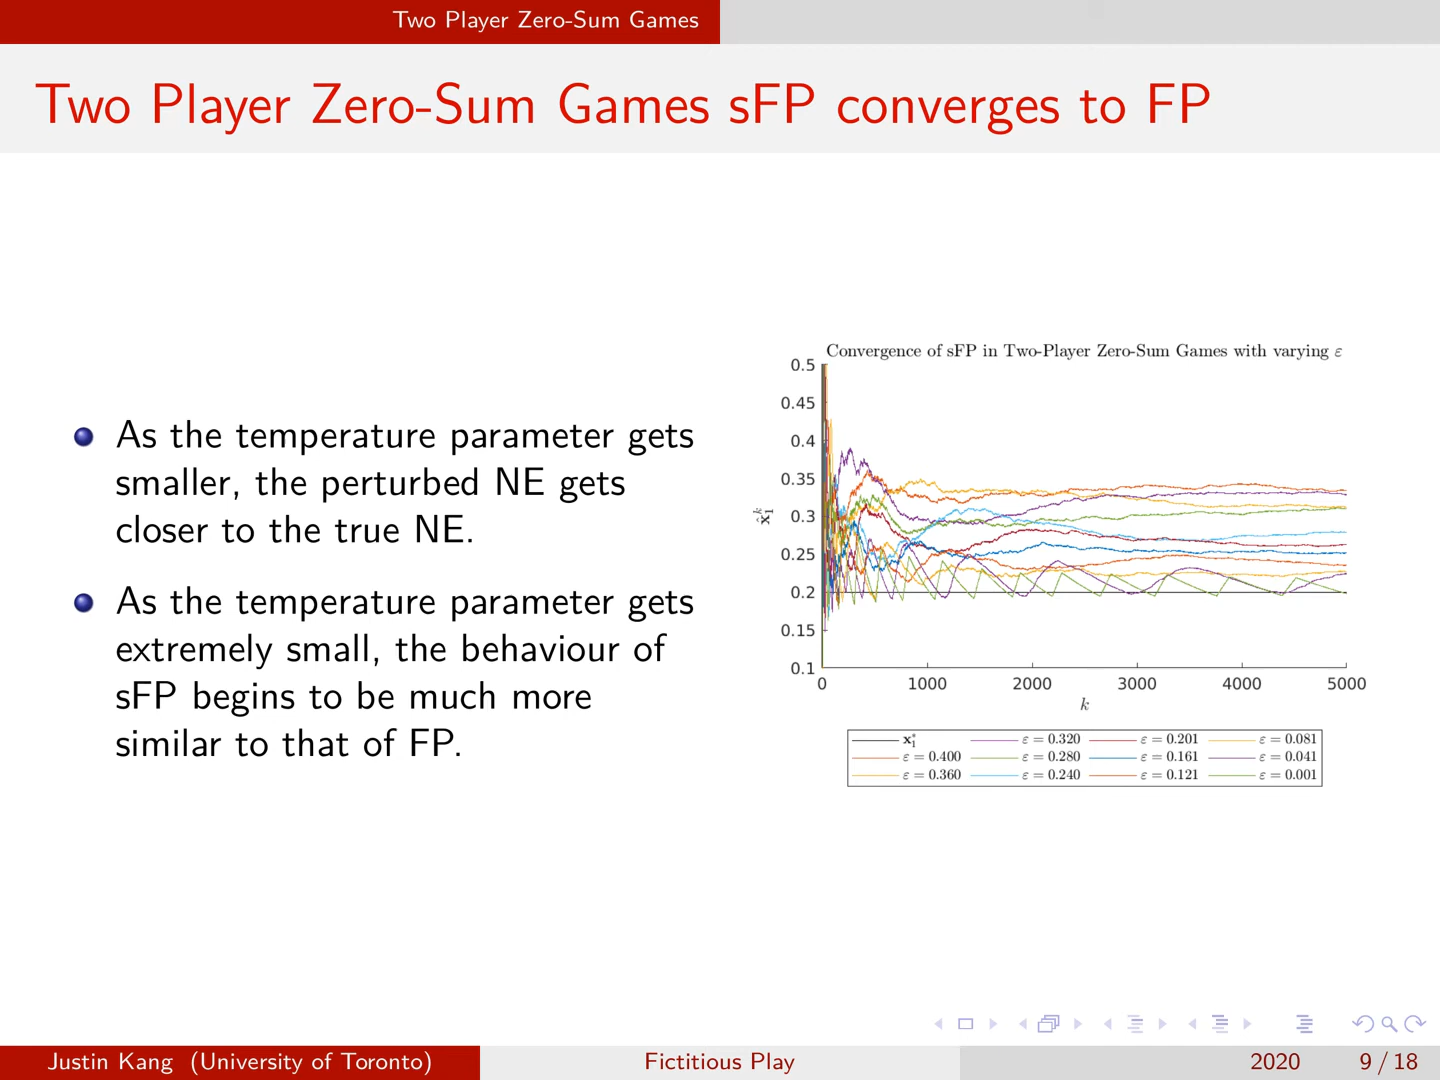 Two Player Zero-Sum Games
Two Player Zero-Sum Games sFP converges to FP
As the temperature parameter gets
smaller, the perturbed NE gets
closer to the true NE.
As the temperature parameter gets
extremely small, the behaviour of
sFP begins to be much more
similar to that of FP.
Convergence of sFP in Two-Player Zero-Sum Games with varying ε
0.5
0.45
0.4
0.35
0.3
0.25
0.2
0.15
0.1
x̂₁ᵏ
0 1000 2000 3000 4000 5000
k
x₁* ε = 0.320 ε = 0.201 ε = 0.081
ε = 0.400 ε = 0.280 ε = 0.161 ε = 0.041
ε = 0.360 ε = 0.240 ε = 0.121 ε = 0.001
Justin Kang (University of Toronto) Fictitious Play 2020 9 / 18